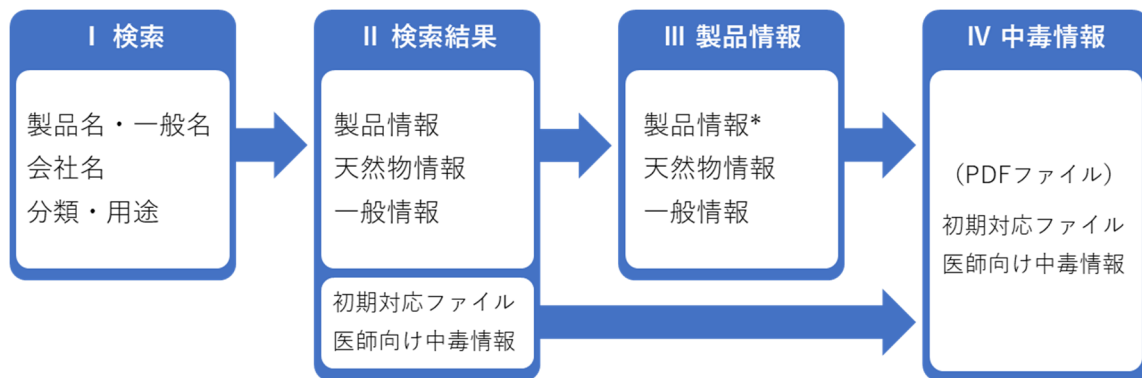 Ⅰ 検索
製品名・一般名
会社名
分類・用途
Ⅱ 検索結果
製品情報
天然物情報
一般情報
初期対応ファイル
医師向け中毒情報
Ⅲ 製品情報
製品情報*
天然物情報
一般情報
Ⅳ 中毒情報
（PDFファイル）
初期対応ファイル
医師向け中毒情報